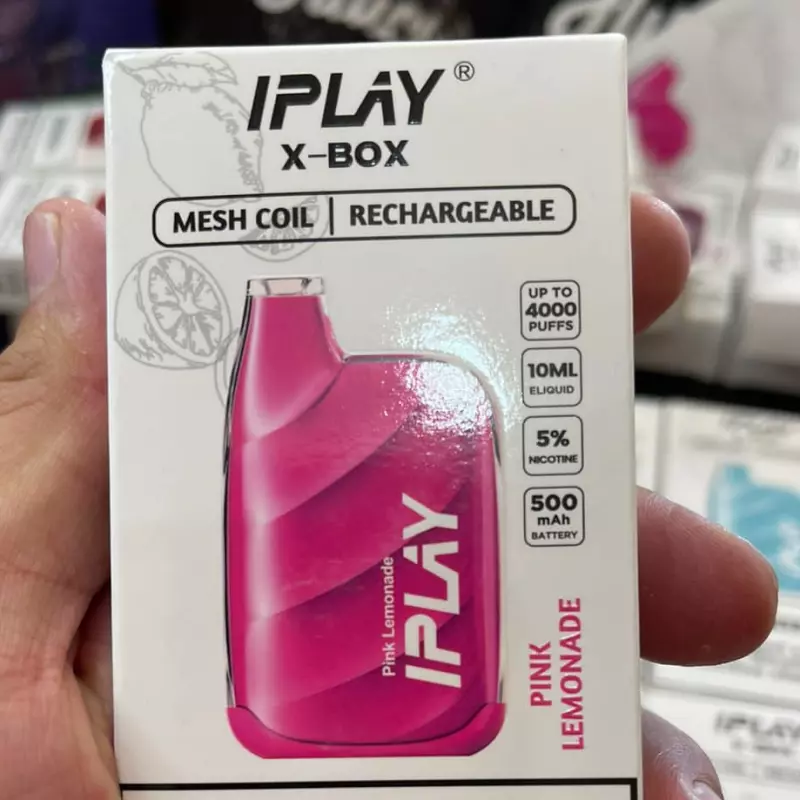 IPLAY®
X-BOX
MESH COIL | RECHARGEABLE
UP TO
4000
PUFFS
10ML
ELIQUID
5%
NICOTINE
500
mAh
BATTERY
Pink Lemonade
IPLAY
PINK
LEMONADE
IPLAY